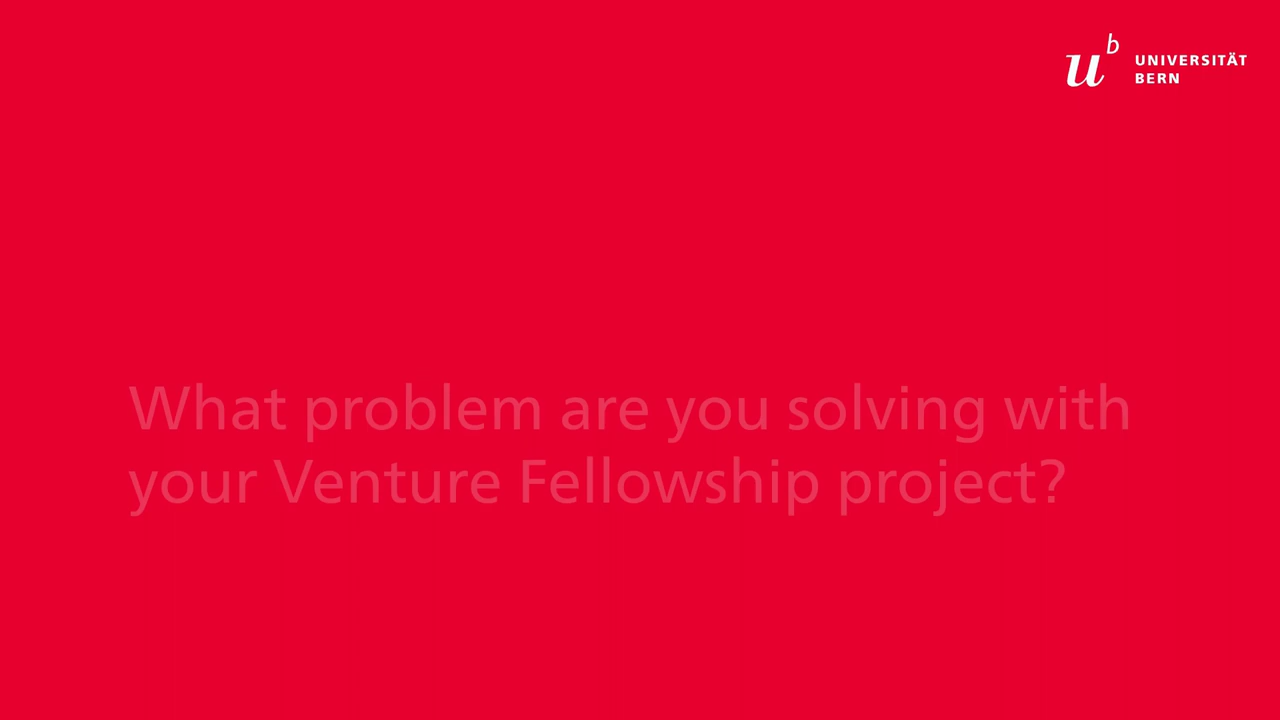 u
b
UNIVERSITÄT
BERN
What problem are you solving with
your Venture Fellowship project?